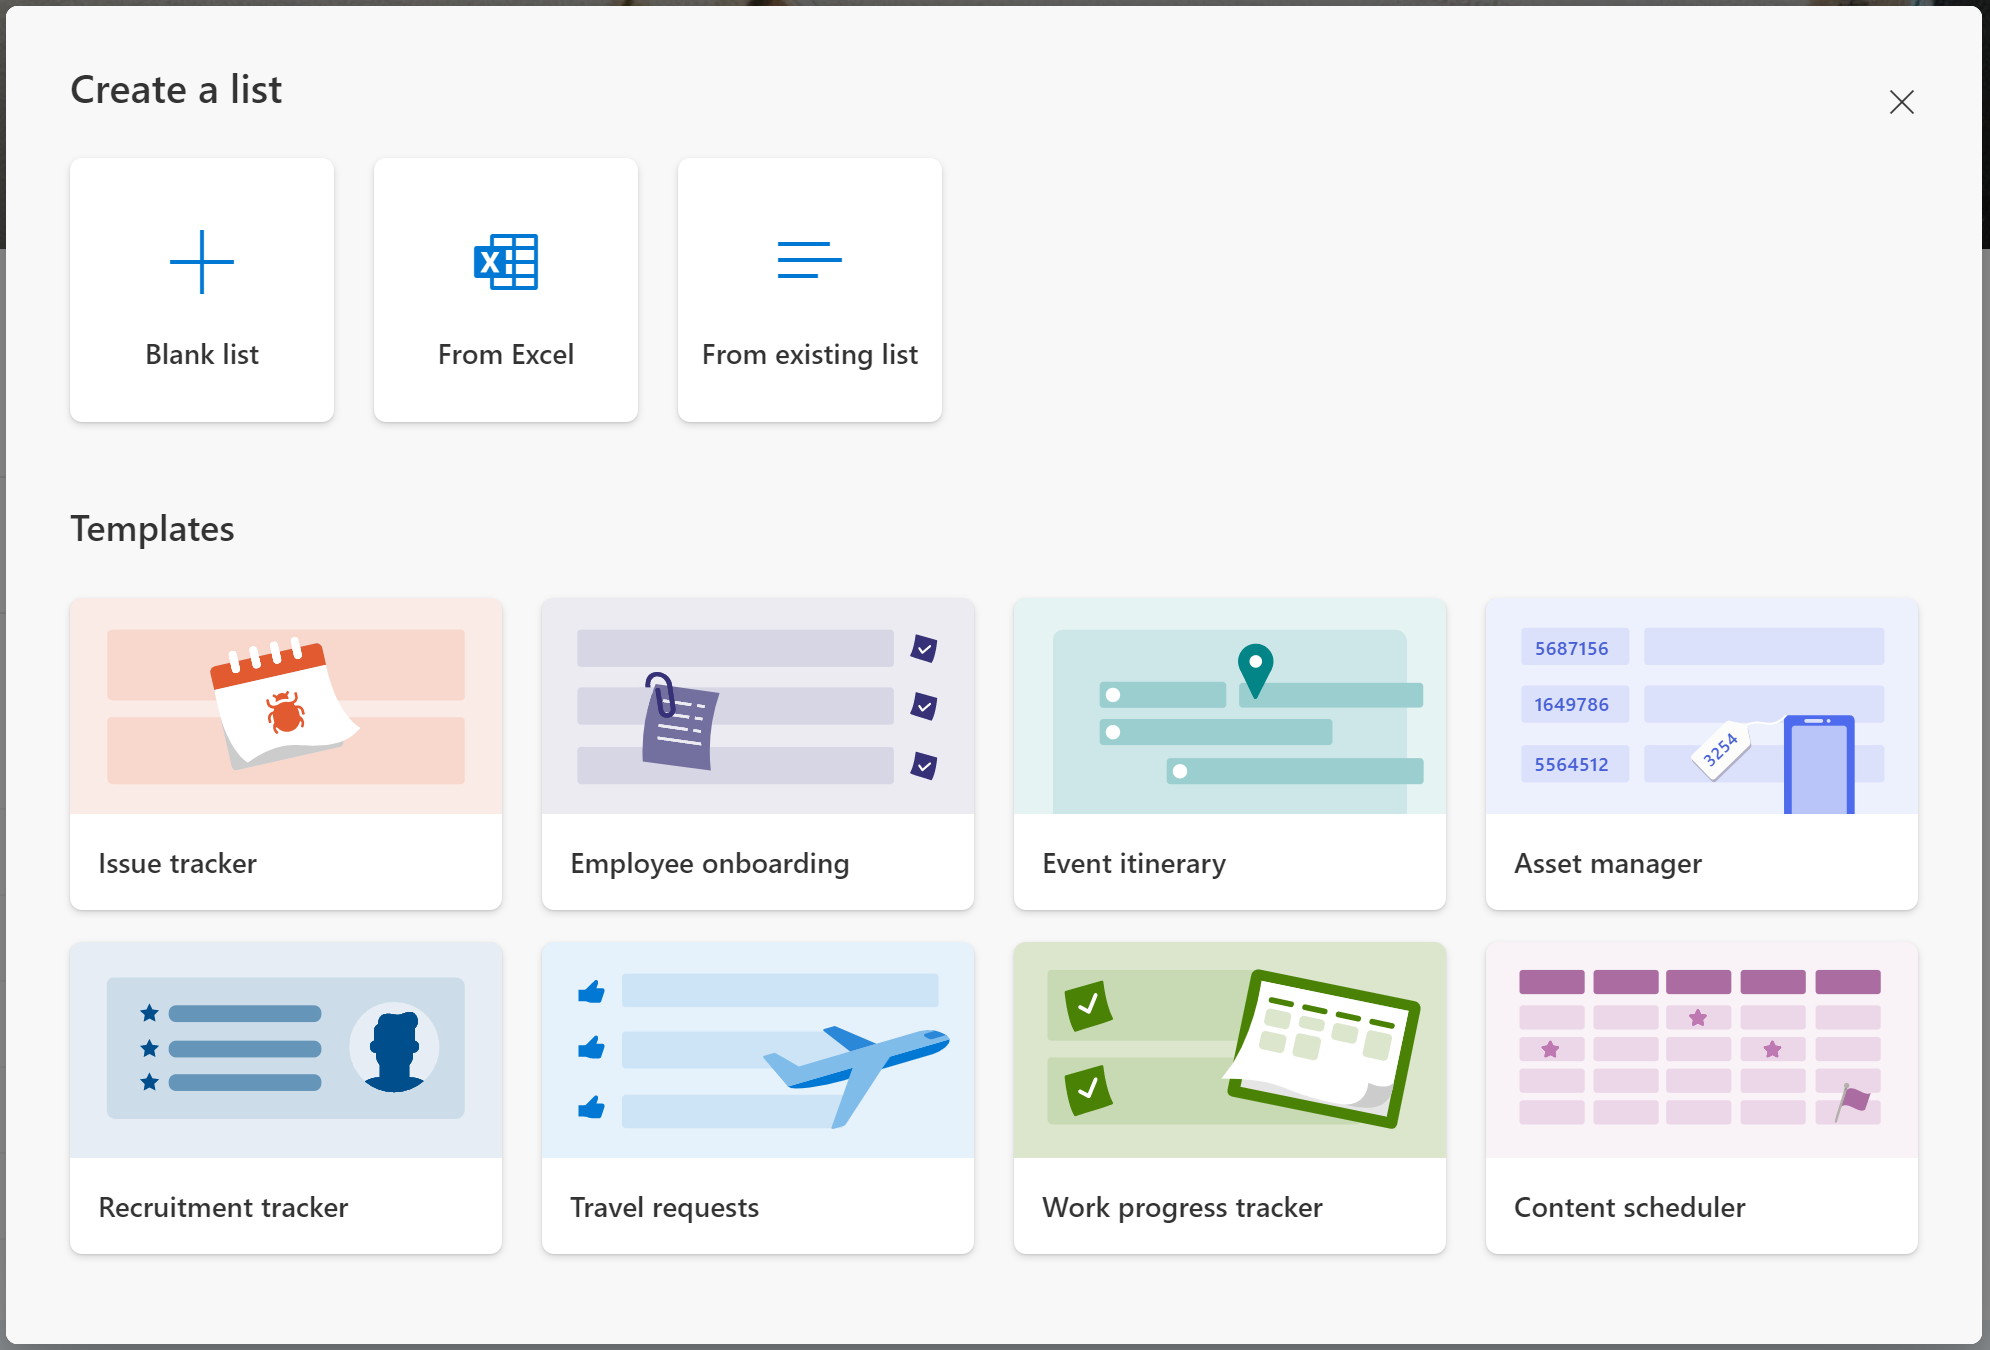 Create a list
Blank list
From Excel
From existing list
Templates
5687156
1649786
5564512
3254
Issue tracker
Employee onboarding
Event itinerary
Asset manager
Recruitment tracker
Travel requests
Work progress tracker
Content scheduler